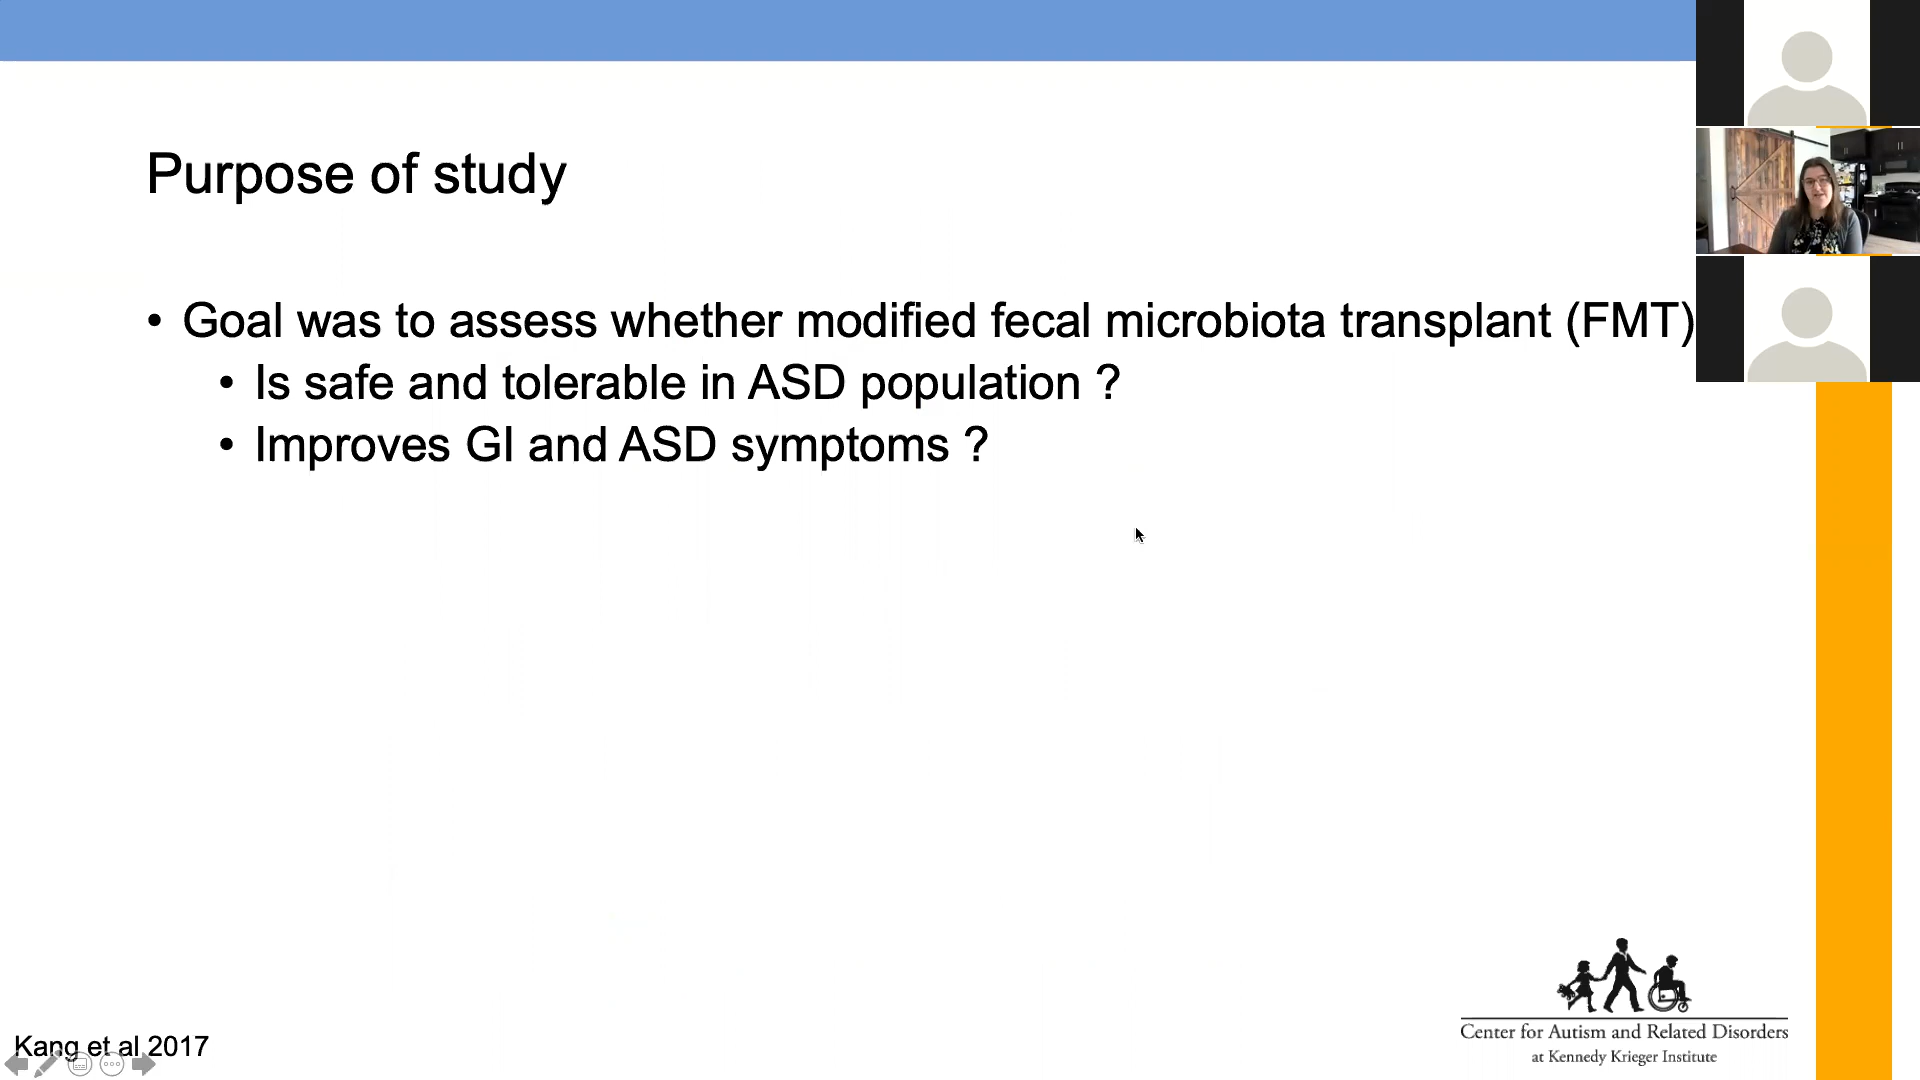 Purpose of study
• Goal was to assess whether modified fecal microbiota transplant (FMT)
• Is safe and tolerable in ASD population ?
• Improves GI and ASD symptoms ?
Kang et al 2017
Center for Autism and Related Disorders
at Kennedy Krieger Institute